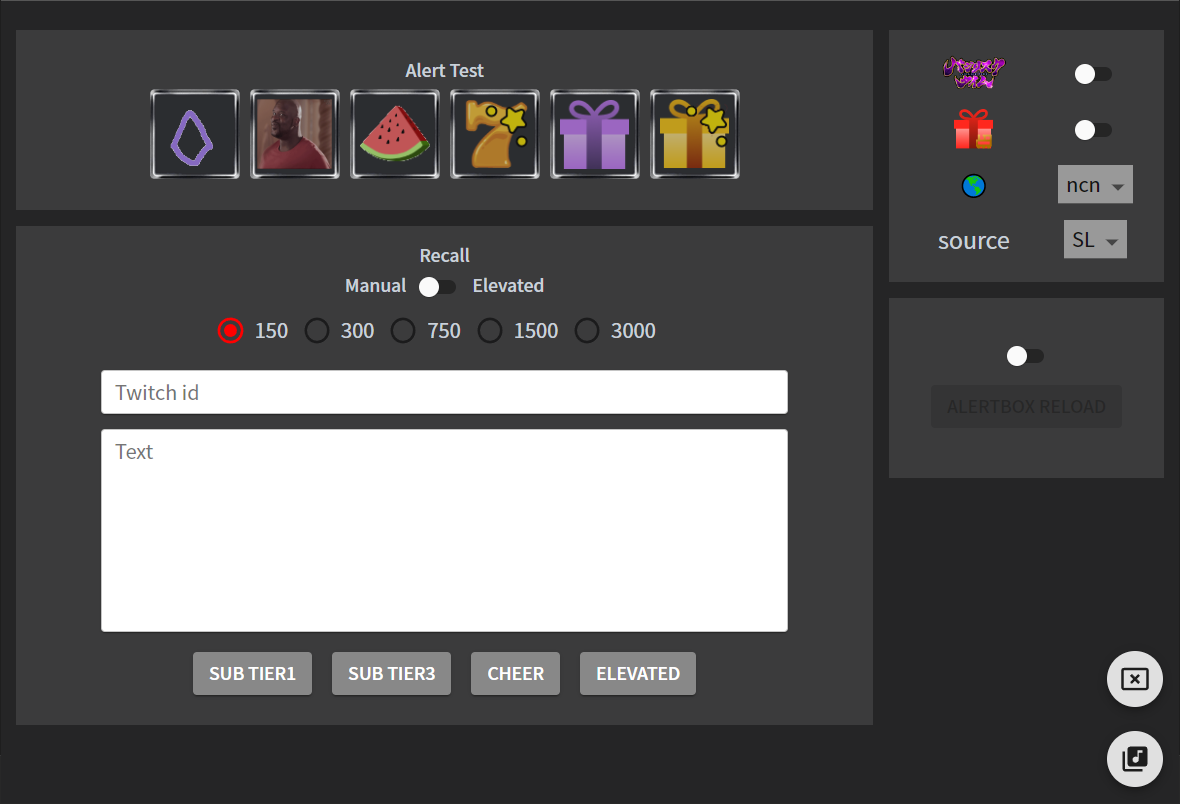 Alert Test
7
ncn
source
SL
Recall
Manual Elevated
150 300 750 1500 3000
Twitch id
Text
SUB TIER1 SUB TIER3 CHEER ELEVATED
ALERTBOX RELOAD